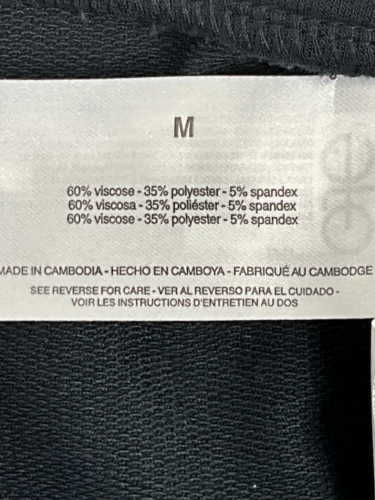 M
60% viscose - 35% polyester - 5% spandex
60% viscosa - 35% poliéster - 5% spandex
60% viscose - 35% polyester - 5% spandex
MADE IN CAMBODIA - HECHO EN CAMBOYA - FABRIQUÉ AU CAMBODGE
SEE REVERSE FOR CARE - VER AL REVERSO PARA EL CUIDADO -
VOIR LES INSTRUCTIONS D'ENTRETIEN AU DOS